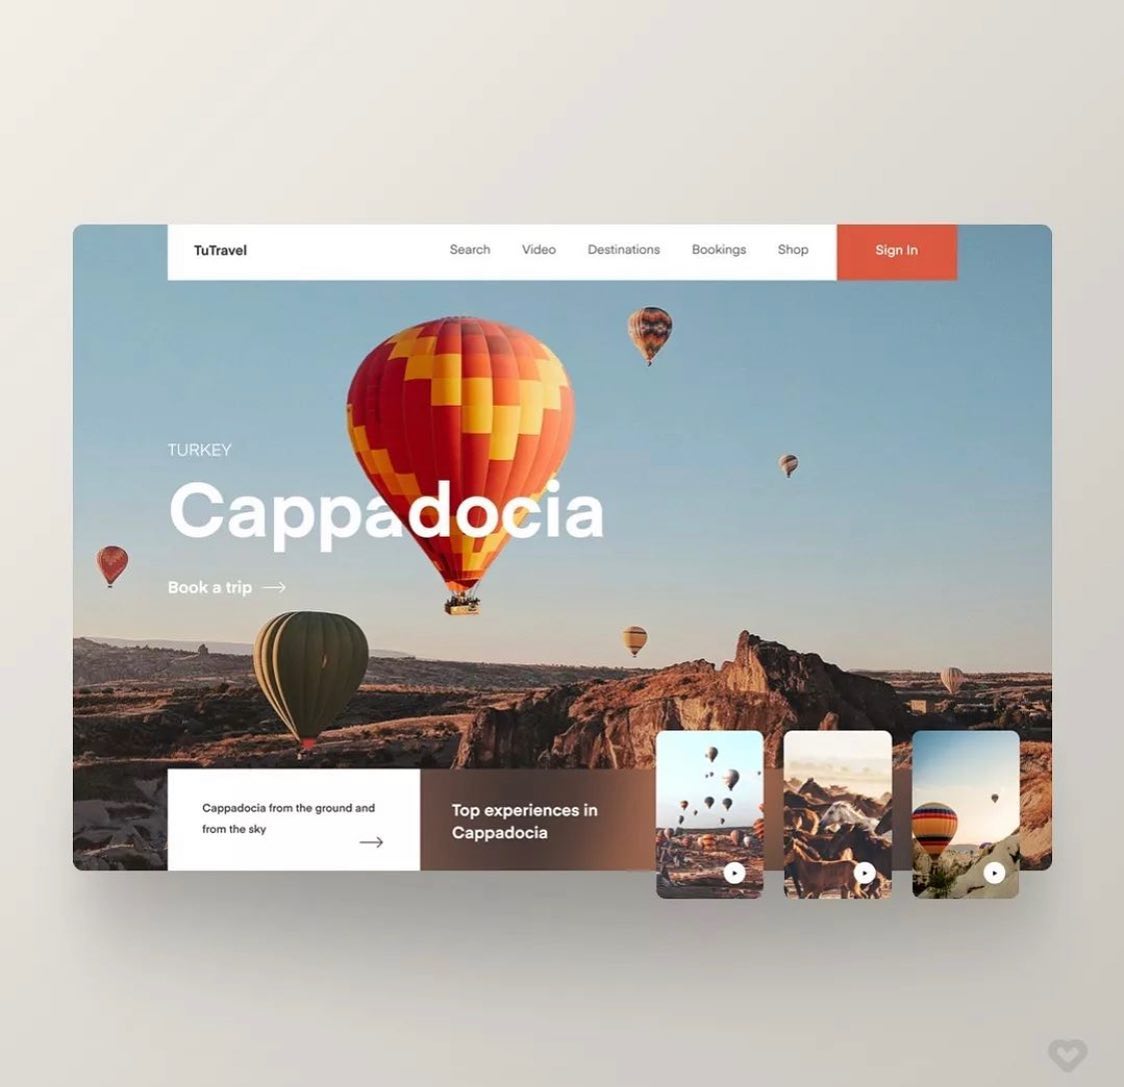 TuTravel
Search
Video
Destinations
Bookings
Shop
Sign In
TURKEY
Cappadocia
Book a trip
Cappadocia from the ground and
from the sky
Top experiences in
Cappadocia